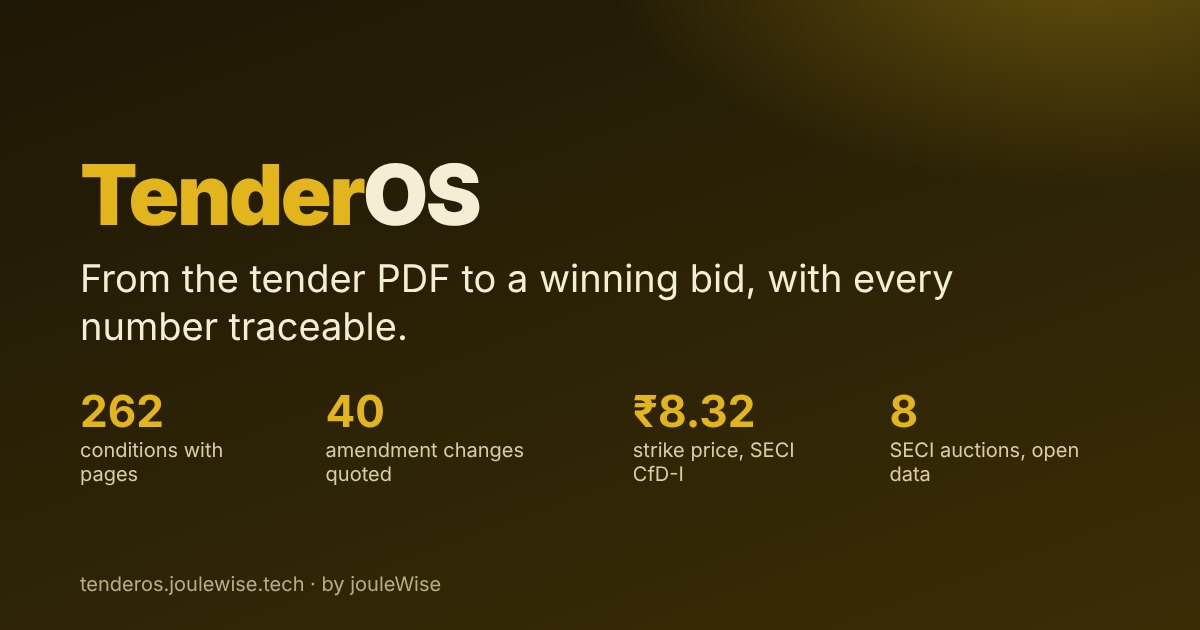 TenderOS
From the tender PDF to a winning bid, with every
number traceable.
262
conditions with
pages
40
amendment changes
quoted
₹8.32
strike price, SECI
CfD-I
8
SECI auctions, open
data
tenderos.joulewise.tech · by jouleWise